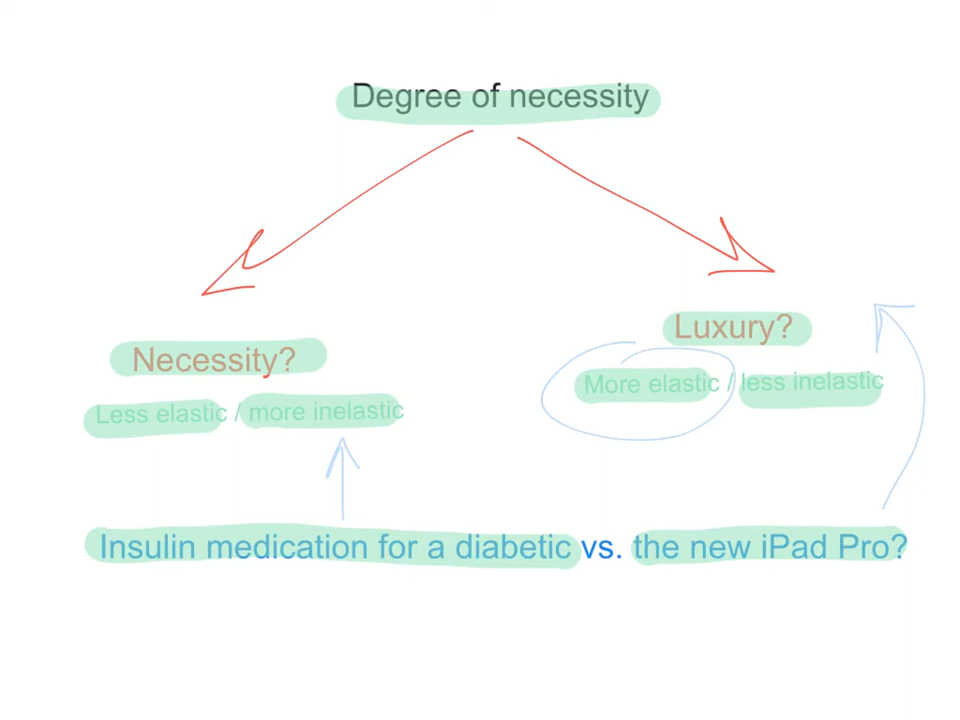 Degree of necessity
Necessity?
Less elastic / more inelastic
Luxury?
More elastic / less inelastic
Insulin medication for a diabetic vs. the new iPad Pro?